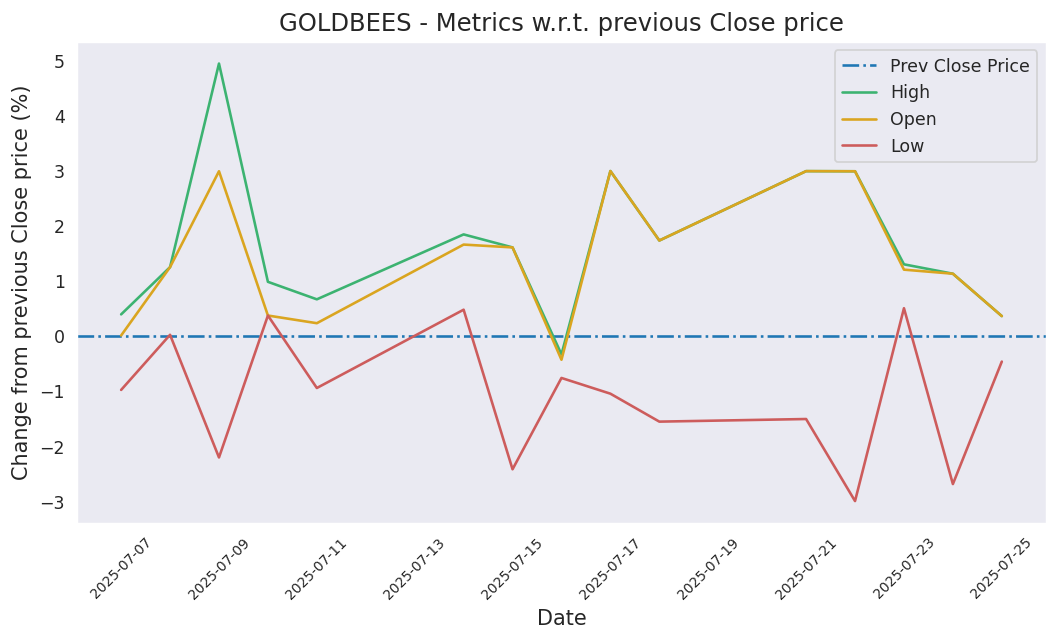 GOLDBEES - Metrics w.r.t. previous Close price
Change from previous Close price (%)
5
4
3
2
1
0
−1
−2
−3
Prev Close Price
High
Open
Low
2025-07-07
2025-07-09
2025-07-11
2025-07-13
2025-07-15
2025-07-17
2025-07-19
2025-07-21
2025-07-23
2025-07-25
Date